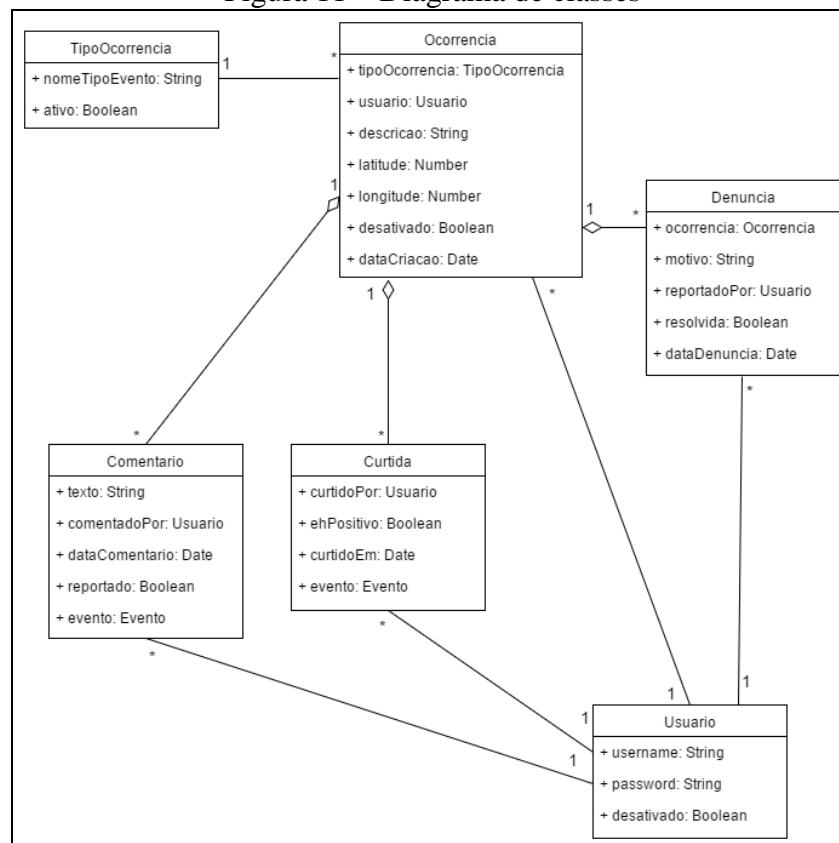 Figura 11 – Diagrama de classes
TipoOcorrencia
+ nomeTipoEvento: String
+ ativo: Boolean
1
*
Ocorrencia
+ tipoOcorrencia: TipoOcorrencia
+ usuario: Usuario
+ descricao: String
+ latitude: Number
+ longitude: Number
+ desativado: Boolean
+ dataCriacao: Date
1
1
*
1
*
Denuncia
+ ocorrencia: Ocorrencia
+ motivo: String
+ reportadoPor: Usuario
+ resolvida: Boolean
+ dataDenuncia: Date
*
*
*
Comentario
+ texto: String
+ comentadoPor: Usuario
+ dataComentario: Date
+ reportado: Boolean
+ evento: Evento
*
Curtida
+ curtidoPor: Usuario
+ ehPositivo: Boolean
+ curtidoEm: Date
+ evento: Evento
*
1
1
1
1
Usuario
+ username: String
+ password: String
+ desativado: Boolean